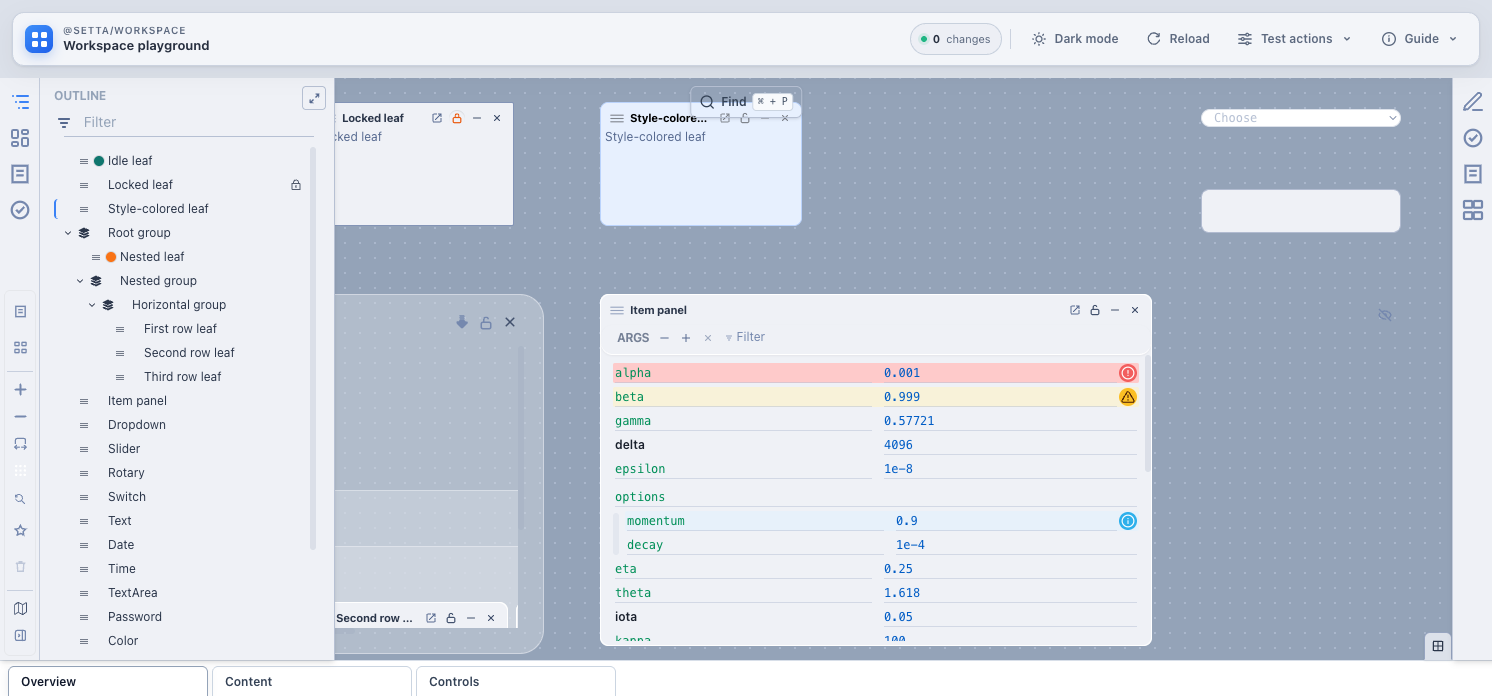 @SETTA/WORKSPACE
Workspace playground
0 changes
Dark mode
Reload
Test actions
Guide
OUTLINE
Filter
Idle leaf
Locked leaf
Style-colored leaf
Root group
Nested leaf
Nested group
Horizontal group
First row leaf
Second row leaf
Third row leaf
Item panel
Dropdown
Slider
Rotary
Switch
Text
Date
Time
TextArea
Password
Color
Locked leaf
cked leaf
Find ⌘ + P
Style-colore...
Style-colored leaf
Choose
Second row ...
Item panel
ARGS
Filter
alpha 0.001
beta 0.999
gamma 0.57721
delta 4096
epsilon 1e-8
options
momentum 0.9
decay 1e-4
eta 0.25
theta 1.618
iota 0.05
kappa 100
Overview
Content
Controls